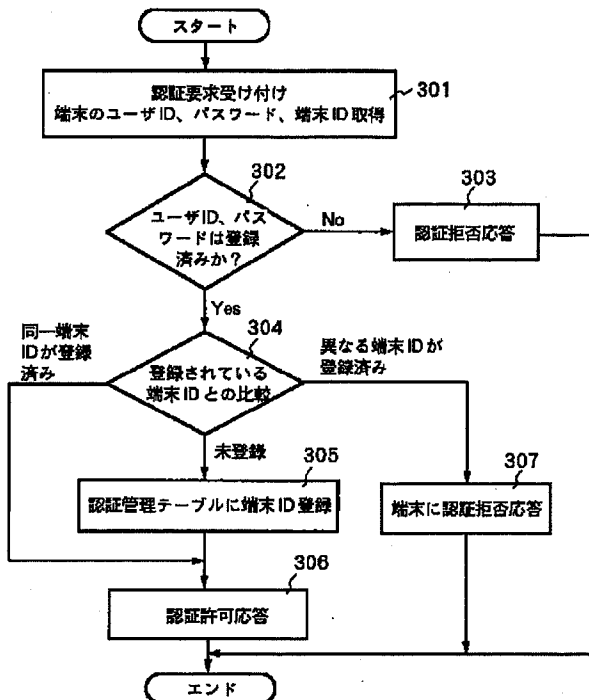 スタート
認証要求受け付け
端末のユーザID、パスワード、端末ID取得
301
302
ユーザID、パス
ワードは登録
済みか？
No
303
認証拒否応答
Yes
304
同一端末
IDが登録
済み
登録されている
端末IDとの比較
異なる端末IDが
登録済み
未登録
305
認証管理テーブルに端末ID登録
307
端末に認証拒否応答
306
認証許可応答
エンド